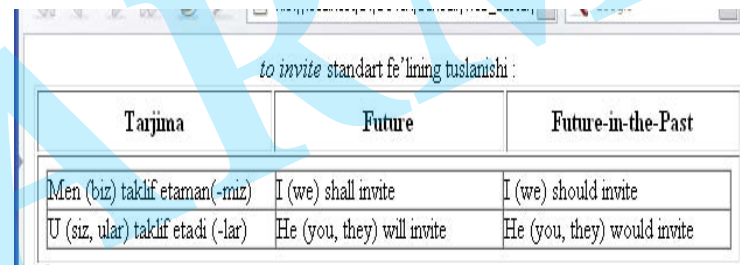 to invite standart fe’lining tuslanishi :
Tarjima Future Future-in-the-Past
Men (biz) taklif etaman(-miz) I (we) shall invite I (we) should invite
U (siz, ular) taklif etadi (-lar) He (you, they) will invite He (you, they) would invite